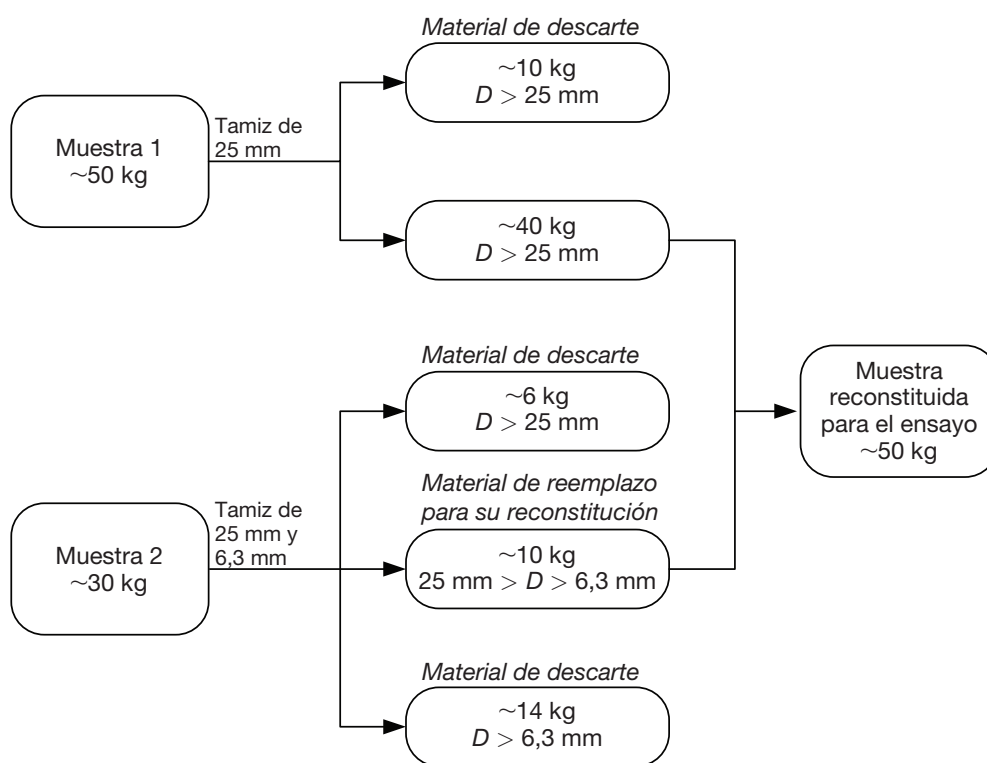 Material de descarte
~10 kg
D > 25 mm
Muestra 1
~50 kg
Tamiz de
25 mm
~40 kg
D > 25 mm
Material de descarte
~6 kg
D > 25 mm
Muestra
reconstituida
para el ensayo
~50 kg
Material de reemplazo
para su reconstitución
~10 kg
25 mm > D > 6,3 mm
Muestra 2
~30 kg
Tamiz de
25 mm y
6,3 mm
Material de descarte
~14 kg
D > 6,3 mm